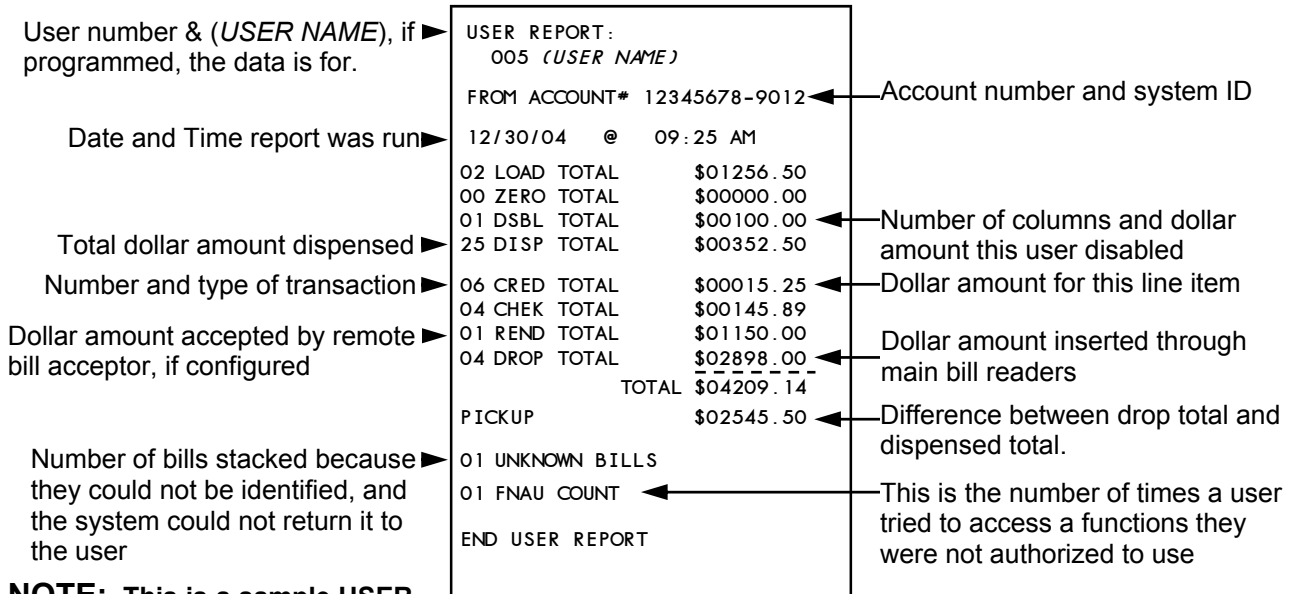 User number & (USER NAME), if
programmed, the data is for.
Date and Time report was run
Total dollar amount dispensed
Number and type of transaction
Dollar amount accepted by remote
bill acceptor, if configured
Number of bills stacked because
they could not be identified, and
the system could not return it to
the user
NOTE: This is a sample USER
USER REPORT:
005 (USER NAME)
FROM ACCOUNT# 12345678-9012
12/30/04 @ 09:25 AM
02 LOAD TOTAL $01256.50
00 ZERO TOTAL $00000.00
01 DSBL TOTAL $00100.00
25 DISP TOTAL $00352.50
06 CRED TOTAL $00015.25
04 CHEK TOTAL $00145.89
01 REND TOTAL $01150.00
04 DROP TOTAL $02898.00
TOTAL $04209.14
PICKUP $02545.50
01 UNKNOWN BILLS
01 FNAU COUNT
END USER REPORT
Account number and system ID
Number of columns and dollar
amount this user disabled
Dollar amount for this line item
Dollar amount inserted through
main bill readers
Difference between drop total and
dispensed total.
This is the number of times a user
tried to access a functions they
were not authorized to use